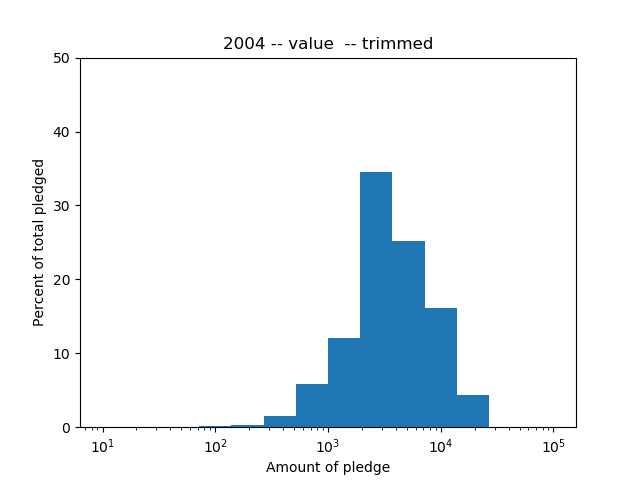 2004 -- value  -- trimmed
Percent of total pledged
50
40
30
20
10
0
10¹ 10² 10³ 10⁴ 10⁵
Amount of pledge